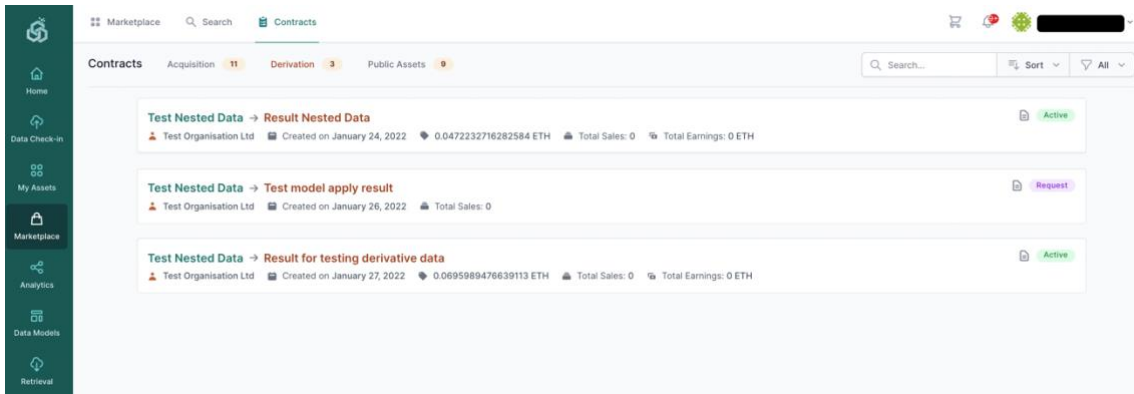 Marketplace Search Contracts
Contracts Acquisition 11 Derivation 3 Public Assets 9 Search... Sort All
Home
Data Check-in
My Assets
Marketplace
Analytics
Data Models
Retrieval
Test Nested Data → Result Nested Data
Test Organisation Ltd Created on January 24, 2022 0.0472232716282584 ETH Total Sales: 0 Total Earnings: 0 ETH
Active
Test Nested Data → Test model apply result
Test Organisation Ltd Created on January 26, 2022 Total Sales: 0
Request
Test Nested Data → Result for testing derivative data
Test Organisation Ltd Created on January 27, 2022 0.0695989476639113 ETH Total Sales: 0 Total Earnings: 0 ETH
Active